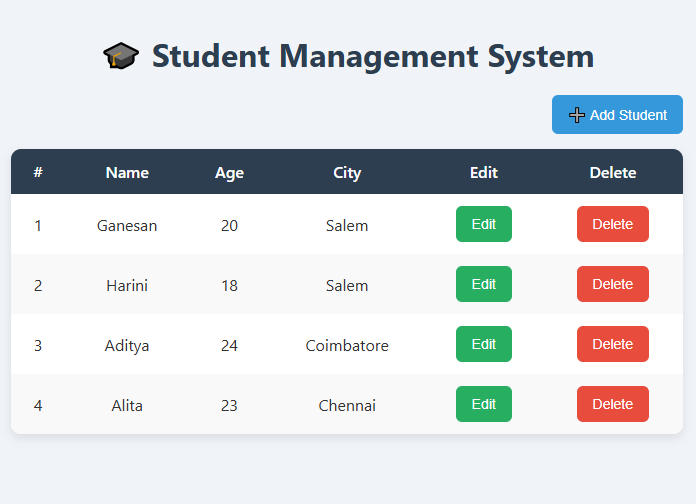 🎓 Student Management System
➕ Add Student
# Name Age City Edit Delete
1 Ganesan 20 Salem Edit Delete
2 Harini 18 Salem Edit Delete
3 Aditya 24 Coimbatore Edit Delete
4 Alita 23 Chennai Edit Delete